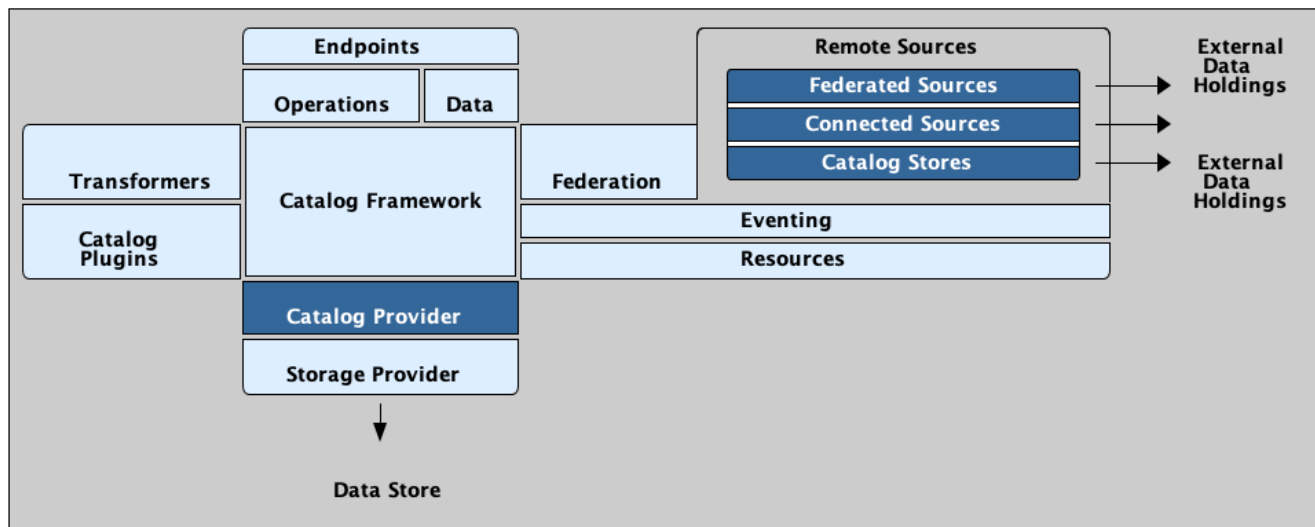 Endpoints
Operations
Data
Transformers
Catalog Framework
Federation
Catalog
Plugins
Eventing
Resources
Catalog Provider
Storage Provider
Data Store
Remote Sources
Federated Sources
Connected Sources
Catalog Stores
External
Data
Holdings
External
Data
Holdings